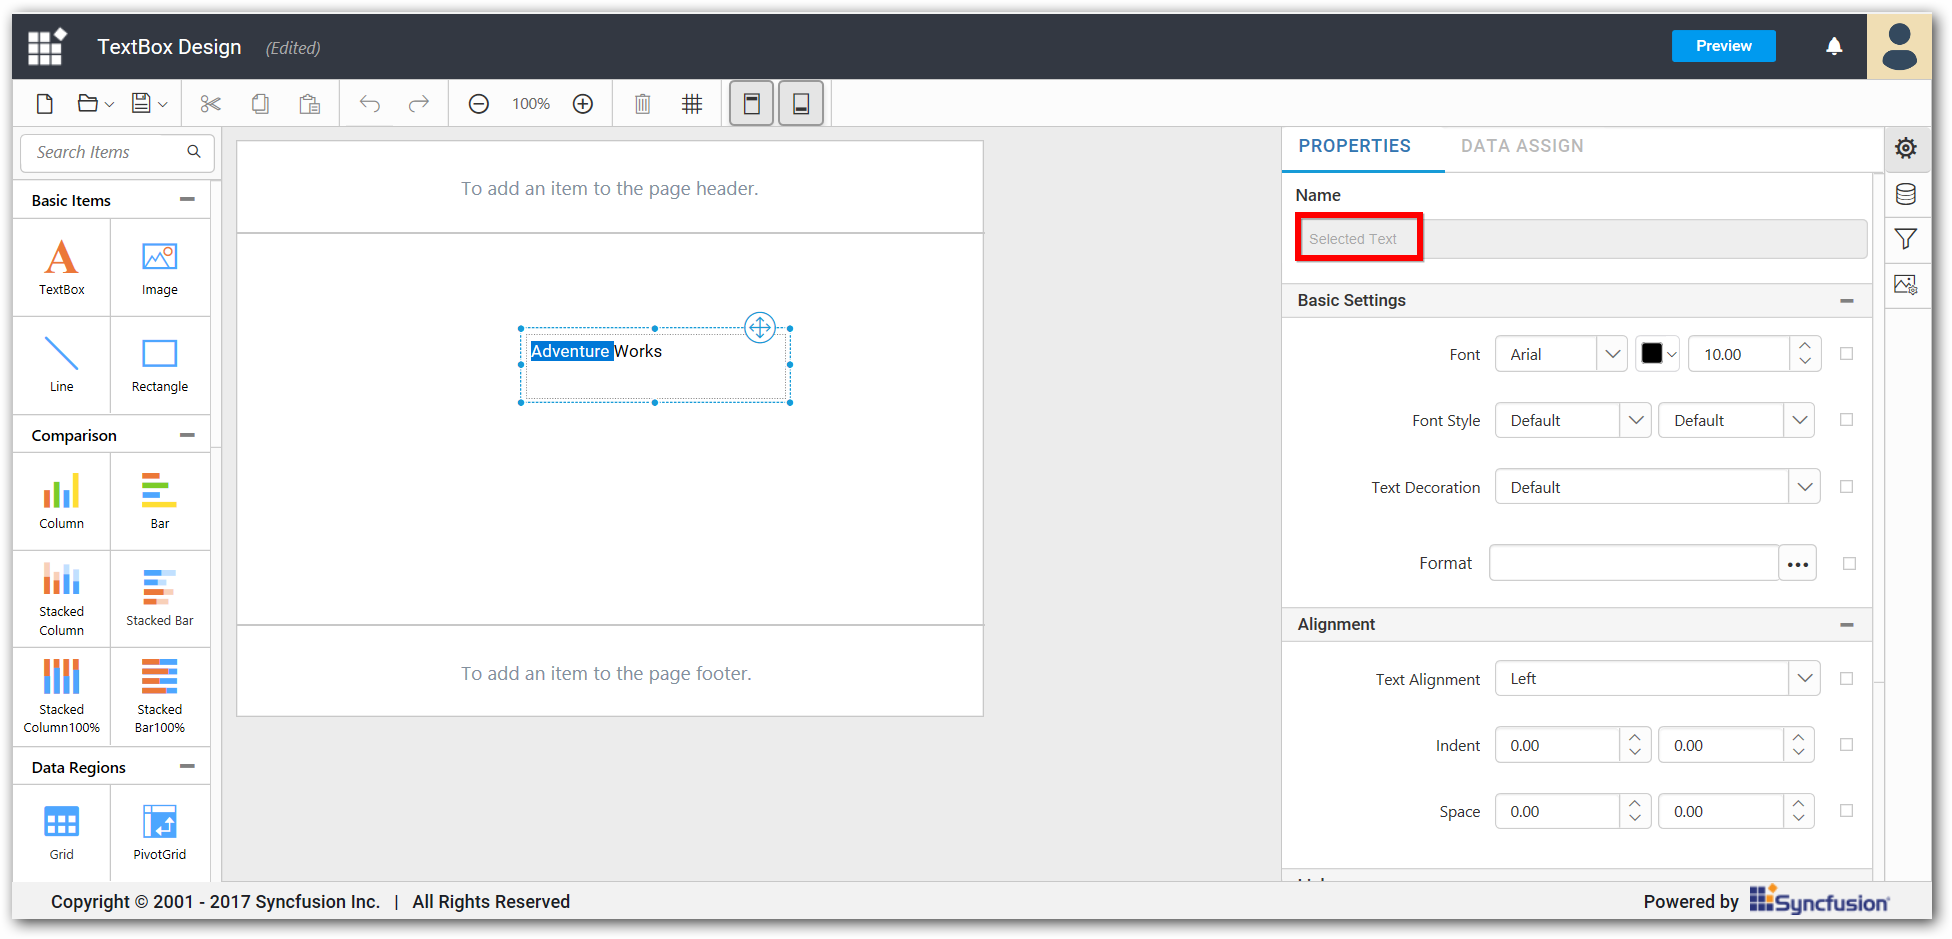 TextBox Design (Edited)
Preview
100%
Search Items
Basic Items
TextBox
Image
Line
Rectangle
Comparison
Column
Bar
Stacked
Column
Stacked Bar
Stacked
Column100%
Stacked
Bar100%
Data Regions
Grid
PivotGrid
To add an item to the page header.
Adventure Works
To add an item to the page footer.
PROPERTIES
DATA ASSIGN
Name
Selected Text
Basic Settings
Font
Arial
10.00
Font Style
Default
Default
Text Decoration
Default
Format
Alignment
Text Alignment
Left
Indent
0.00
0.00
Space
0.00
0.00
Copyright © 2001 - 2017 Syncfusion Inc. | All Rights Reserved
Powered by Syncfusion